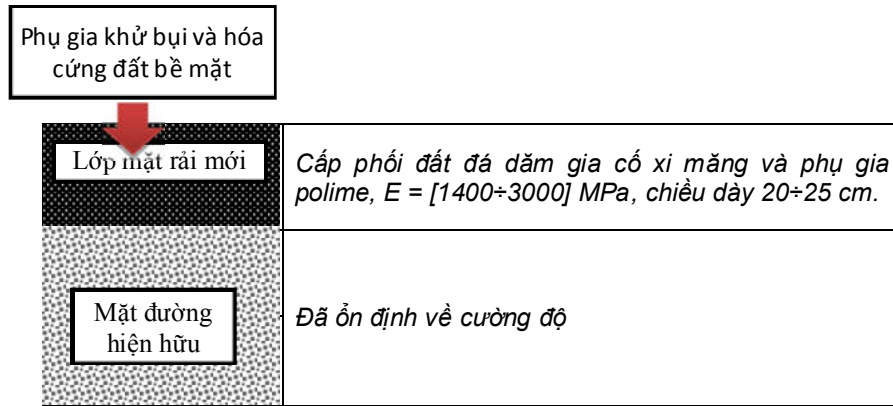 Phụ gia khử bụi và hóa
cứng đất bề mặt
Lớp mặt rải mới
Cấp phối đất đá dăm gia cố xi măng và phụ gia
polime, E = [1400÷3000] MPa, chiều dày 20÷25 cm.
Mặt đường
hiện hữu
Đã ổn định về cường độ